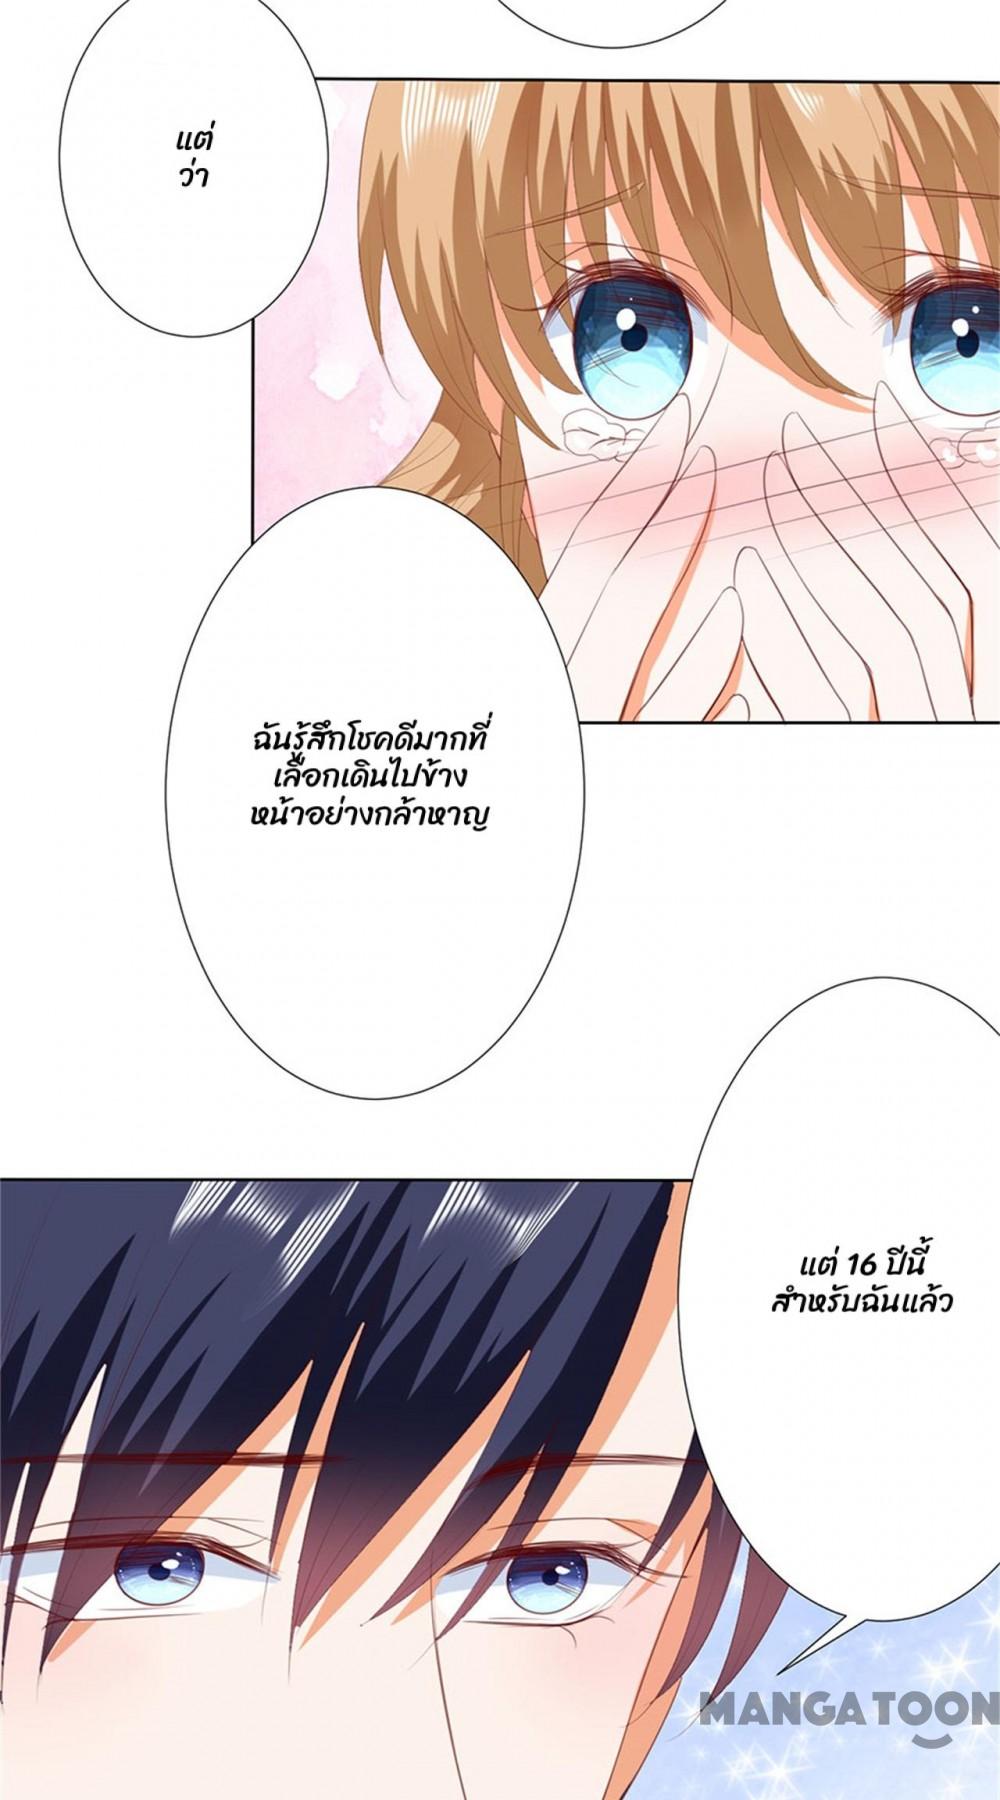 แต่
ว่า
ฉันรู้สึกโชคดีมากที่
เลือกเดินไปข้าง
หน้าอย่างกล้าหาญ
แต่ 16 ปีนี้
สำหรับฉันแล้ว
MANGATOON